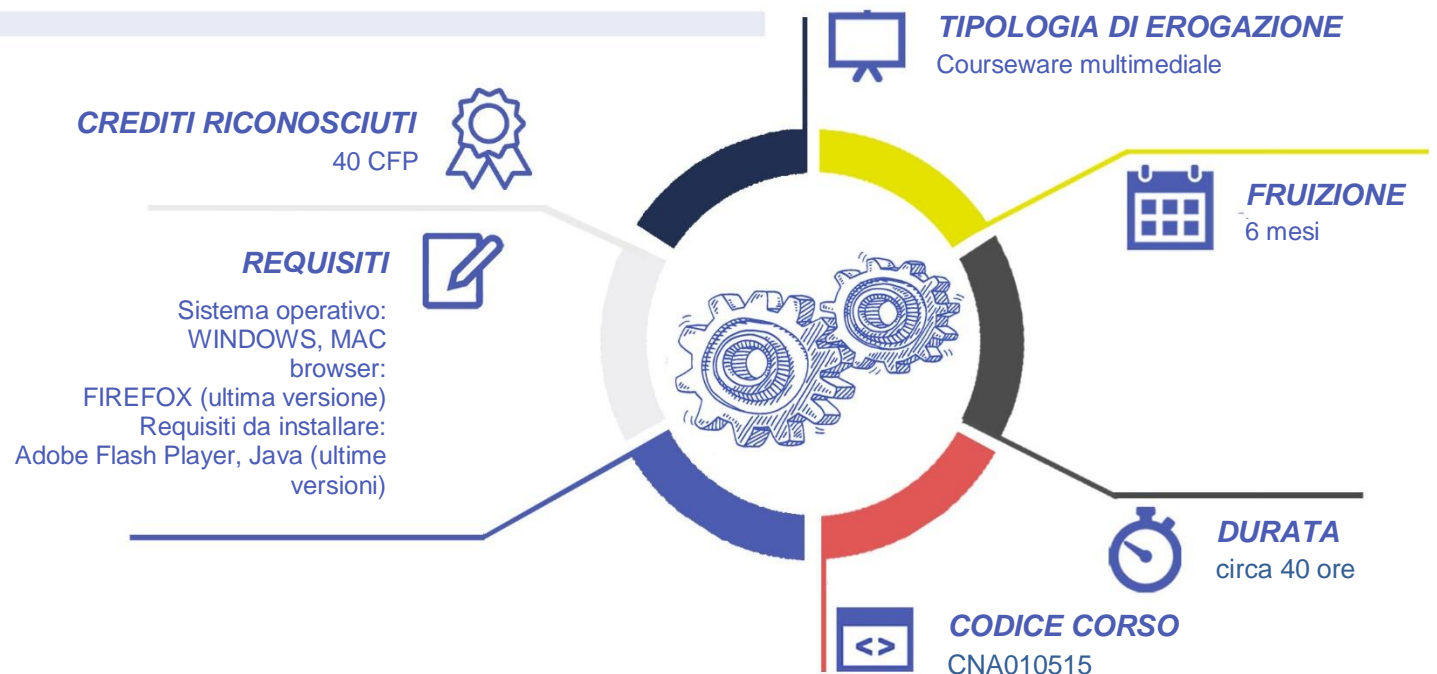 TIPOLOGIA DI EROGAZIONE
Courseware multimediale
CREDITI RICONOSCIUTI
40 CFP
FRUIZIONE
6 mesi
REQUISITI
Sistema operativo:
WINDOWS, MAC
browser:
FIREFOX (ultima versione)
Requisiti da installare:
Adobe Flash Player, Java (ultime
versioni)
DURATA
circa 40 ore
CODICE CORSO
<>
CNA010515